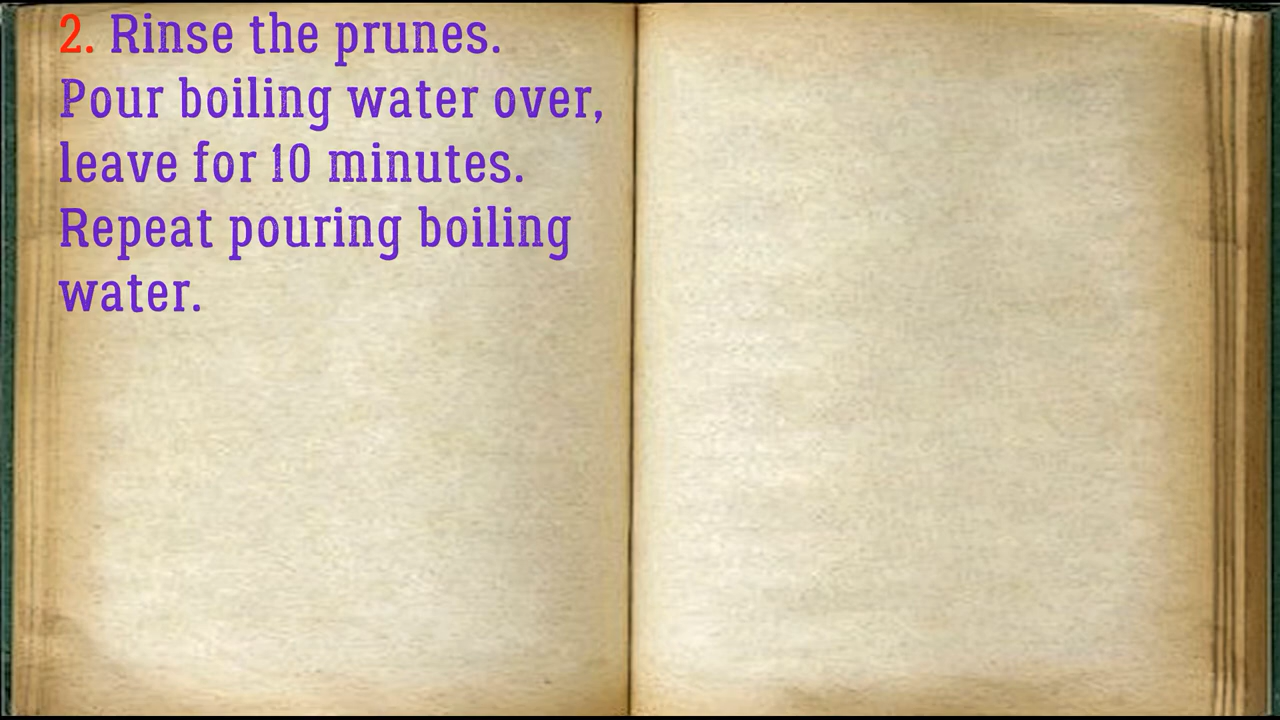 2. Rinse the prunes.
Pour boiling water over,
leave for 10 minutes.
Repeat pouring boiling
water.